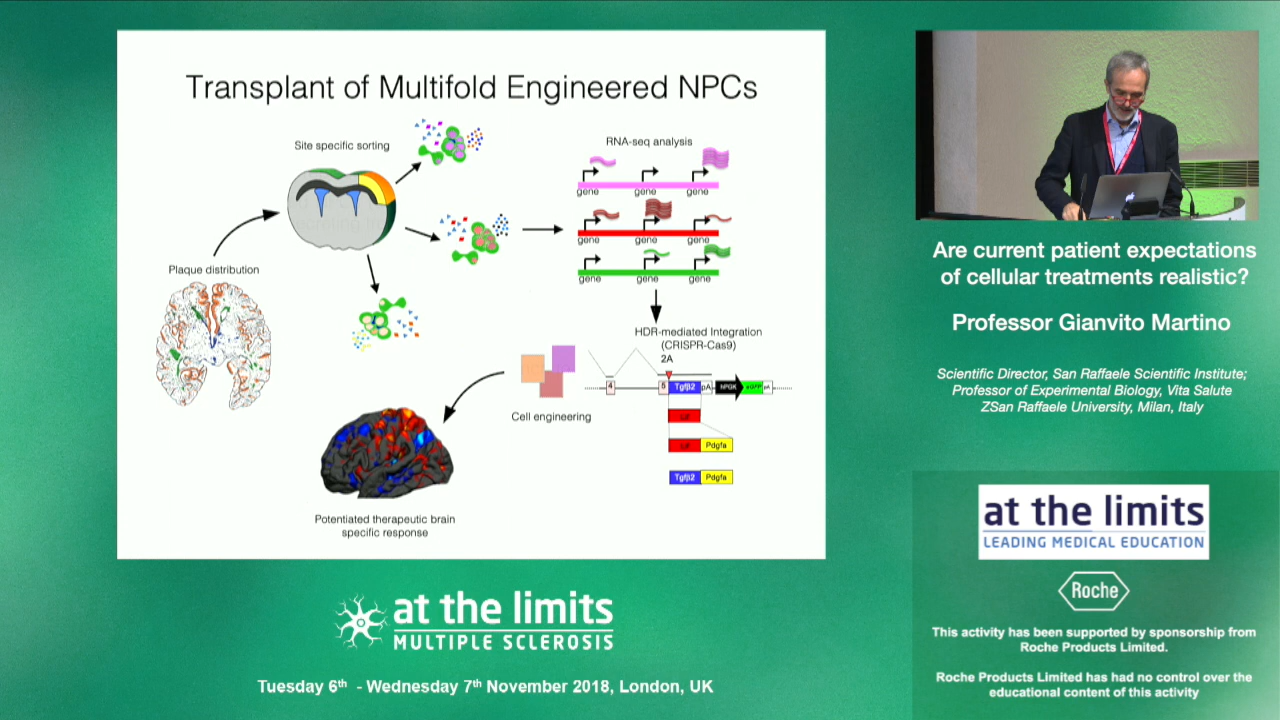 Transplant of Multifold Engineered NPCs
Site specific sorting
RNA-seq analysis
gene gene gene
gene gene gene
gene gene gene
Plaque distribution
HDR-mediated Integration
(CRISPR-Cas9)
2A
4 5 Tgfβ2 pA NPGK eGFP pA
Lif
Lif Pdgfa
Tgfβ2 Pdgfa
Cell engineering
Potentiated therapeutic brain
specific response
Are current patient expectations
of cellular treatments realistic?
Professor Gianvito Martino
Scientific Director, San Raffaele Scientific Institute;
Professor of Experimental Biology, Vita Salute
ZSan Raffaele University, Milan, Italy
at the limits
LEADING MEDICAL EDUCATION
Roche
This activity has been supported by sponsorship from
Roche Products Limited.
Roche Products Limited has had no control over the
educational content of this activity
at the limits
MULTIPLE SCLEROSIS
Tuesday 6th - Wednesday 7th November 2018, London, UK